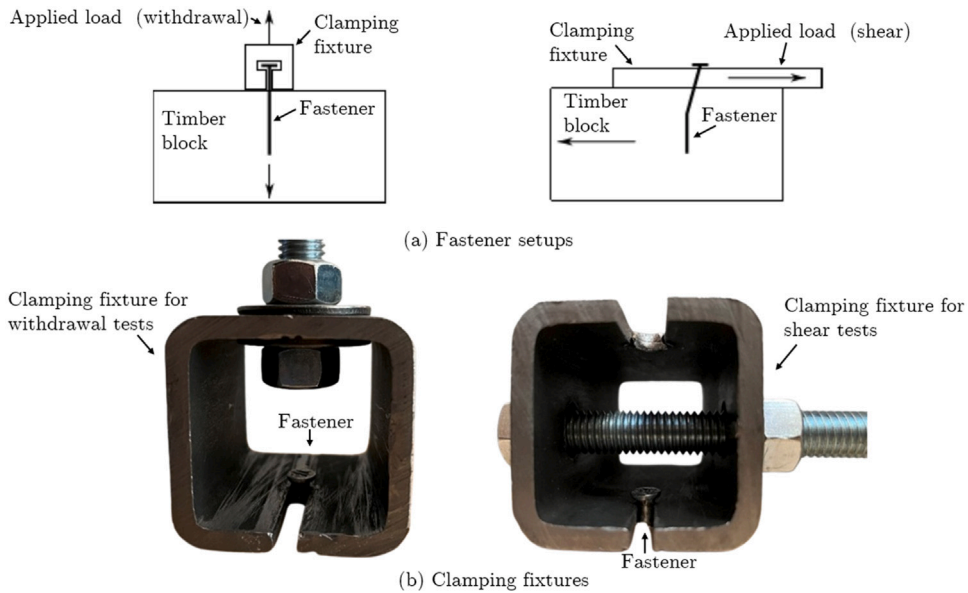 Applied load (withdrawal)
Clamping
fixture
Timber
block
Fastener
Clamping
fixture
Applied load (shear)
Timber
block
Fastener
(a) Fastener setups
Clamping fixture for
withdrawal tests
Fastener
Clamping fixture for
shear tests
Fastener
(b) Clamping fixtures